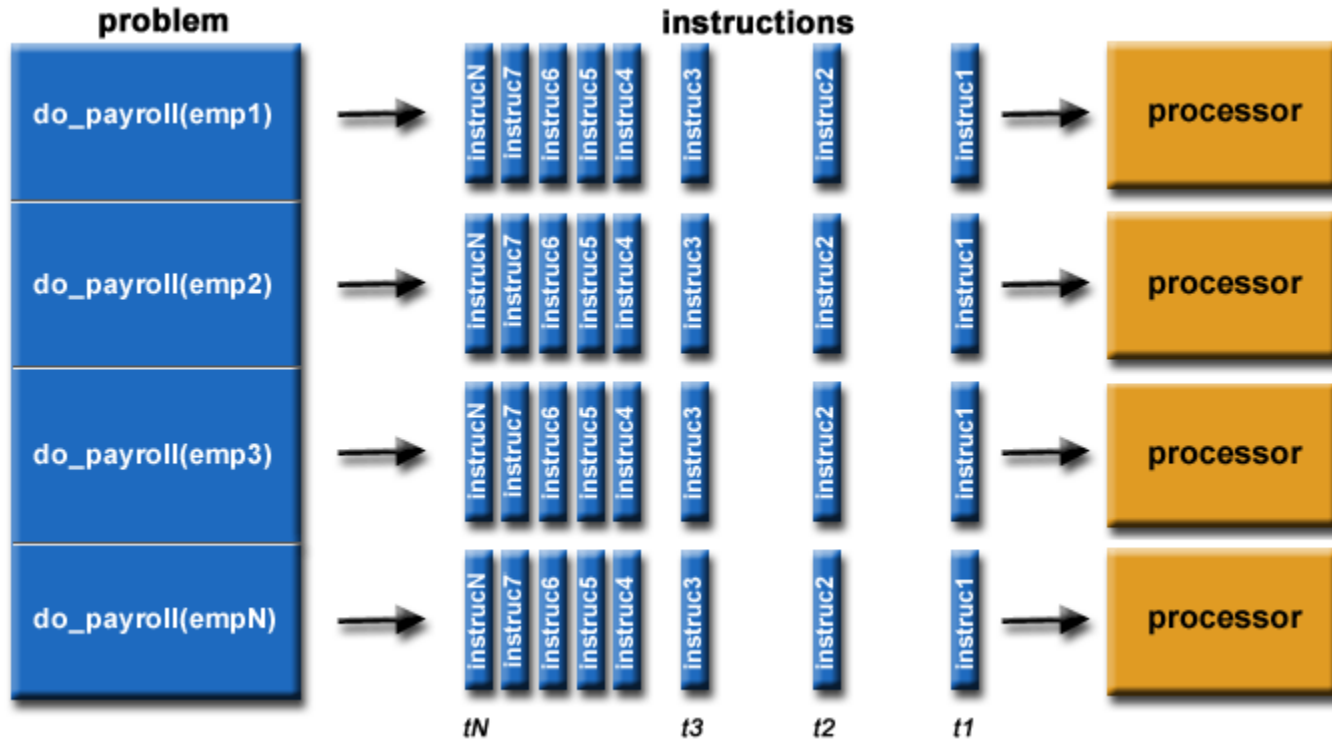 problem
instructions
do_payroll(emp1)
instrucN
instruc7
instruc6
instruc5
instruc4
instruc3
instruc2
instruc1
processor
do_payroll(emp2)
instrucN
instruc7
instruc6
instruc5
instruc4
instruc3
instruc2
instruc1
processor
do_payroll(emp3)
instrucN
instruc7
instruc6
instruc5
instruc4
instruc3
instruc2
instruc1
processor
do_payroll(empN)
instrucN
instruc7
instruc6
instruc5
instruc4
instruc3
instruc2
instruc1
processor
tN t3 t2 t1